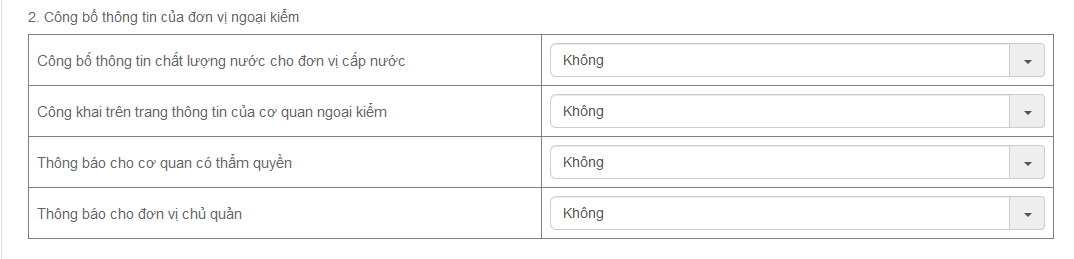 2. Công bố thông tin của đơn vị ngoại kiểm
Công bố thông tin chất lượng nước cho đơn vị cấp nước
Không
Công khai trên trang thông tin của cơ quan ngoại kiểm
Không
Thông báo cho cơ quan có thẩm quyền
Không
Thông báo cho đơn vị chủ quản
Không